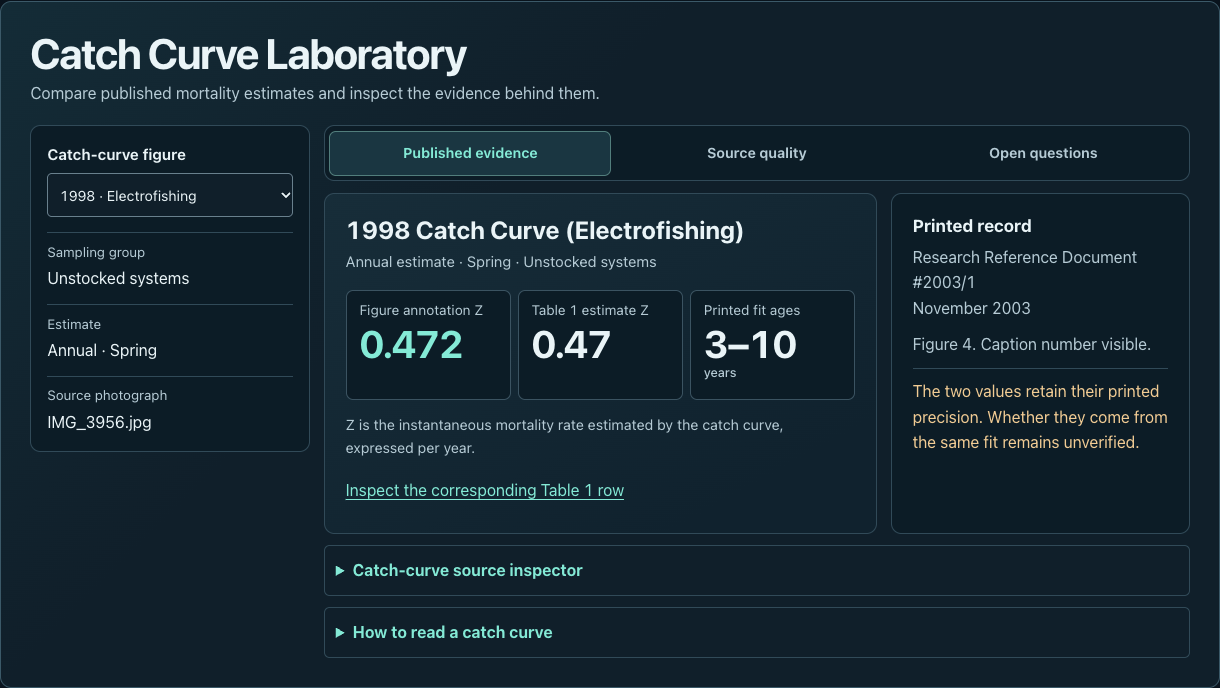 Catch Curve Laboratory
Compare published mortality estimates and inspect the evidence behind them.
Catch-curve figure
1998 · Electrofishing
Sampling group
Unstocked systems
Estimate
Annual · Spring
Source photograph
IMG_3956.jpg
Published evidence
Source quality
Open questions
1998 Catch Curve (Electrofishing)
Annual estimate · Spring · Unstocked systems
Figure annotation Z
0.472
Table 1 estimate Z
0.47
Printed fit ages
3–10
years
Z is the instantaneous mortality rate estimated by the catch curve,
expressed per year.
Inspect the corresponding Table 1 row
Printed record
Research Reference Document
#2003/1
November 2003
Figure 4. Caption number visible.
The two values retain their printed
precision. Whether they come from
the same fit remains unverified.
Catch-curve source inspector
How to read a catch curve